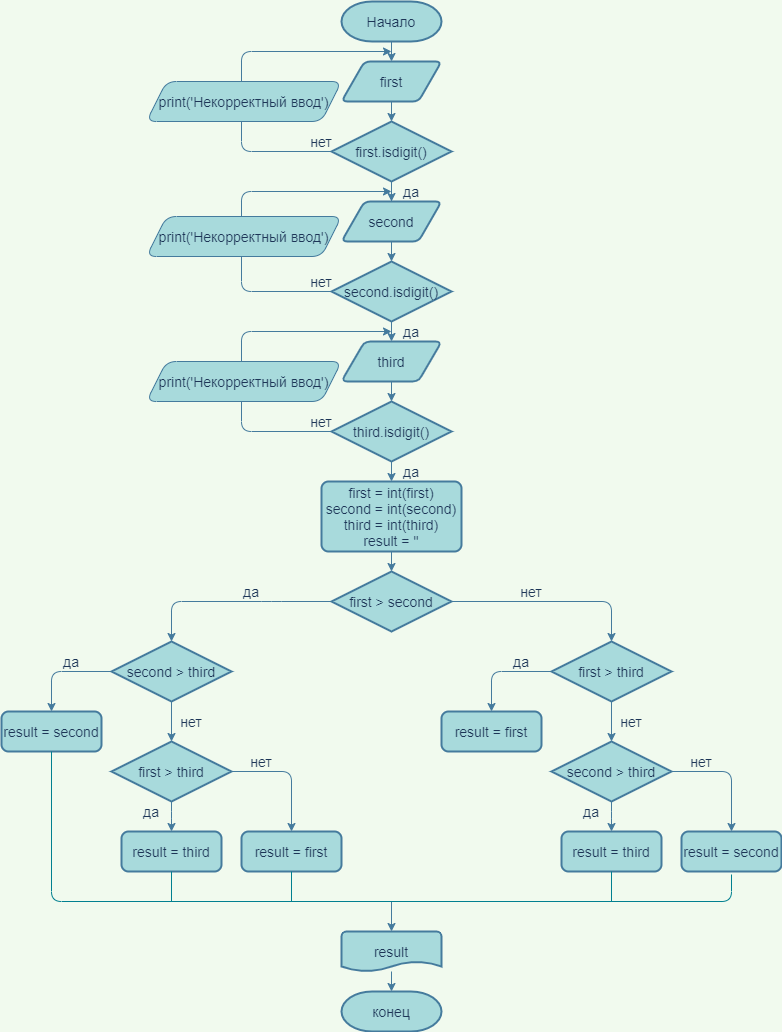 Начало
first
print('Некорректный ввод')
нет
first.isdigit()
да
second
print('Некорректный ввод')
нет
second.isdigit()
да
third
print('Некорректный ввод')
нет
third.isdigit()
да
first = int(first)
second = int(second)
third = int(third)
result = ''
да
first > second
нет
да
second > third
да
first > third
result = second
нет
result = first
нет
first > third
нет
second > third
нет
да
да
result = third
result = first
result = third
result = second
result
конец